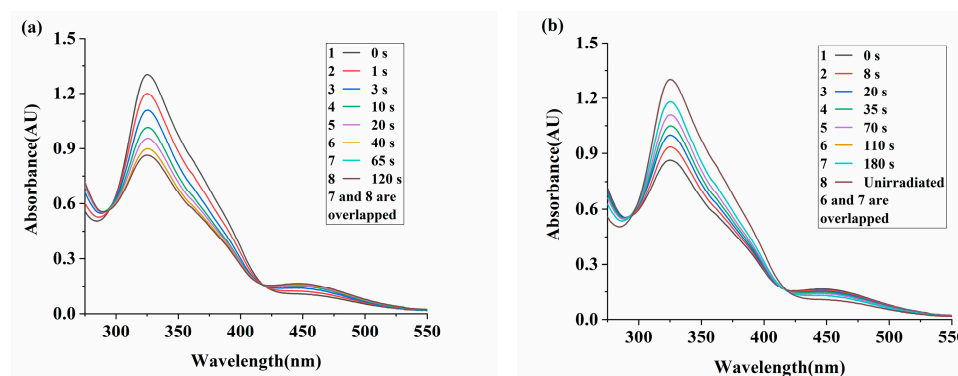 (a)
1.5
1.2
0.9
0.6
0.3
0.0
Absorbance(AU)
300 350 400 450 500 550
Wavelength(nm)
1 0 s
2 1 s
3 3 s
4 10 s
5 20 s
6 40 s
7 65 s
8 120 s
7 and 8 are
overlapped
(b)
1.5
1.2
0.9
0.6
0.3
0.0
Absorbance(AU)
300 350 400 450 500 550
Wavelength(nm)
1 0 s
2 8 s
3 20 s
4 35 s
5 70 s
6 110 s
7 180 s
8 Unirradiated
6 and 7 are
overlapped